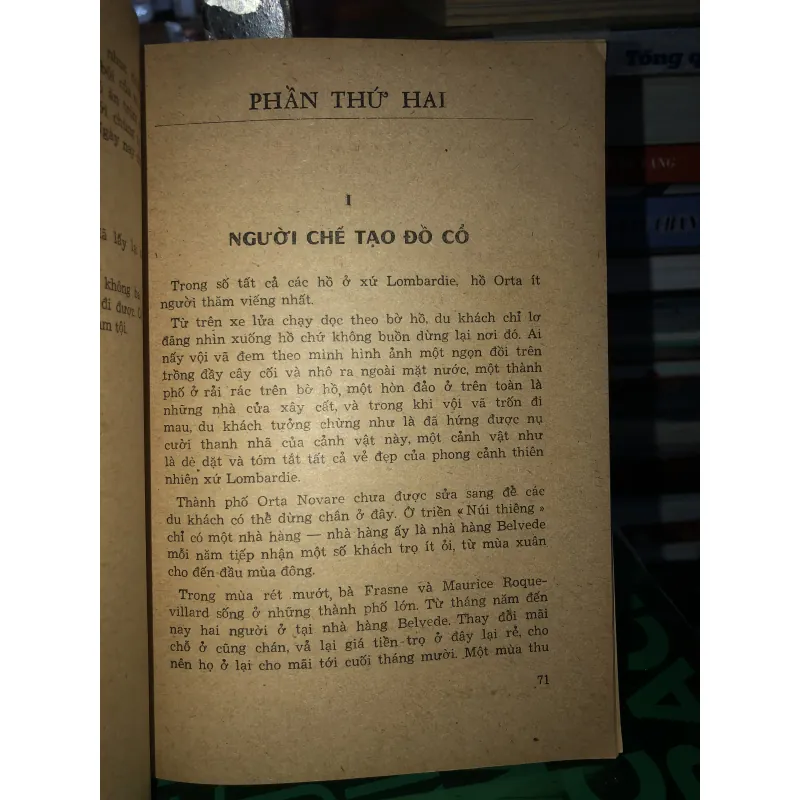 PHẦN THỨ HAI
I
NGƯỜI CHẾ TẠO ĐỒ CỔ
Trong số tất cả các hồ ở xứ Lombardie, hồ Orta ít
người thăm viếng nhất.
Từ trên xe lửa chạy dọc theo bờ hồ, du khách chỉ lơ
đãng nhìn xuống hồ chứ không buồn dừng lại nơi đó. Ai
nấy vội vã đem theo mình hình ảnh một ngọn đồi trên
trồng đầy cây cối và nhô ra ngoài mặt nước, một thành
phố ở rải rác trên bờ hồ, một hòn đảo ở trên toàn là
những nhà cửa xây cất, và trong khi vội vã trốn đi
mau, du khách tưởng chừng như là đã hứng được nụ
cười thanh nhã của cảnh vật này, một cảnh vật như
là dè dặt và tóm tắt tất cả vẻ đẹp của phong cảnh thiên
nhiên xứ Lombardie.
Thành phố Orta Novare chưa được sửa sang để các
du khách có thể dừng chân ở đây. Ở triền « Núi thiêng »
chỉ có một nhà hàng — nhà hàng ấy là nhà hàng Belvede
mỗi năm tiếp nhận một số khách trọ ít ỏi, từ mùa xuân
cho đến đầu mùa đông.
Trong mùa rét mướt, bà Frasne và Maurice Roque-
villard sống ở những thành phố lớn. Từ tháng năm đến
nay hai người ở tại nhà hàng Belvede. Thay đổi mãi
chỗ ở cũng chán, vả lại giá tiền trọ ở đây lại rẻ, cho
nên họ ở lại cho mãi tới cuối tháng mười. Một mùa thu
71
đã lấy lại
không
đi được
tội.
Tổng